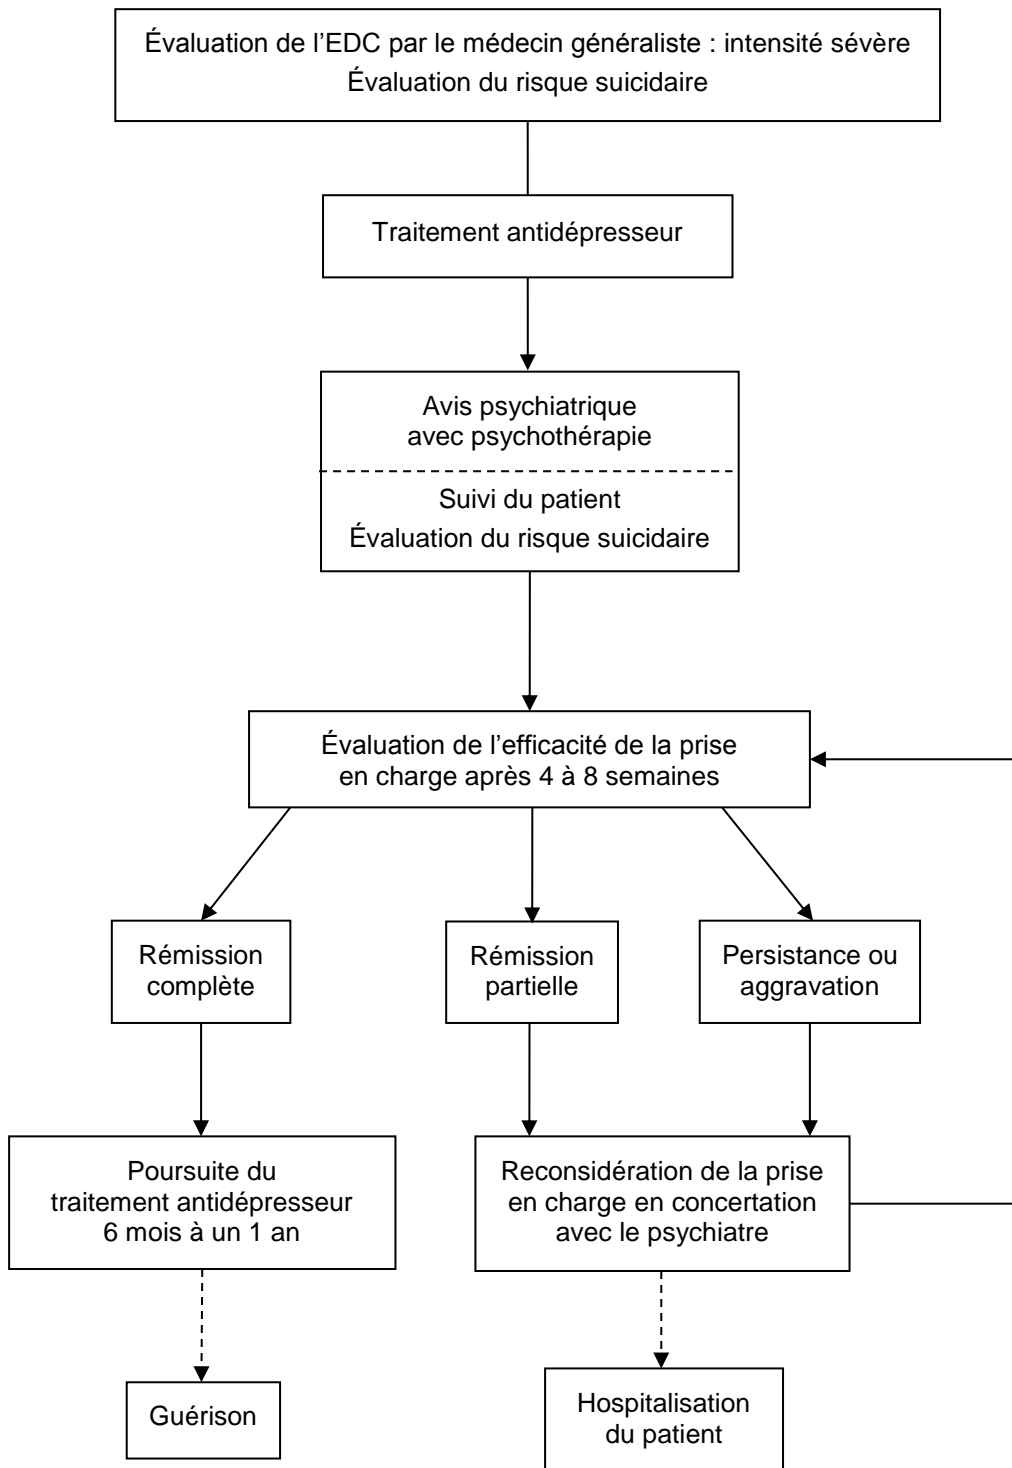 Évaluation de l’EDC par le médecin généraliste : intensité sévère
Évaluation du risque suicidaire
Traitement antidépresseur
Avis psychiatrique
avec psychothérapie
Suivi du patient
Évaluation du risque suicidaire
Évaluation de l’efficacité de la prise
en charge après 4 à 8 semaines
Rémission
complète
Rémission
partielle
Persistance ou
aggravation
Poursuite du
traitement antidépresseur
6 mois à un 1 an
Reconsidération de la prise
en charge en concertation
avec le psychiatre
Guérison
Hospitalisation
du patient